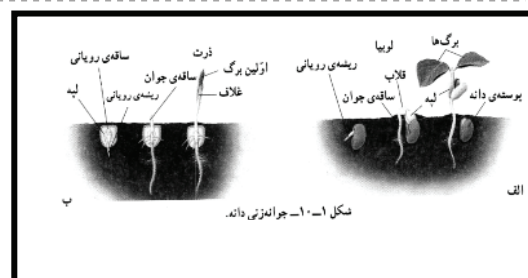 برگ‌ها
لوبیا
ریشه‌ی رویانی
قلاب
لپه
ساقه‌ی جوان
پوسته‌ی دانه
الف
ذرت
ساقه‌ی رویانی
اوّلین برگ
ساقه‌ی جوان
غلاف
لپه
ریشه‌ی رویانی
ب
شکل ۱-۱۰- جوانه‌زنی دانه.